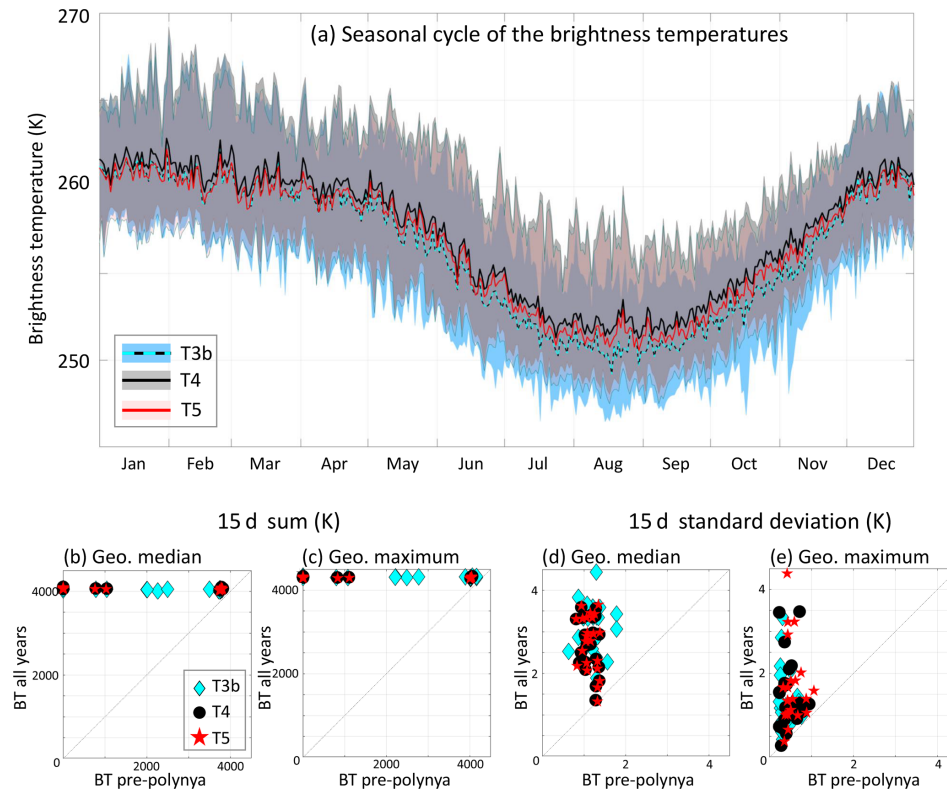 (a) Seasonal cycle of the brightness temperatures
Brightness temperature (K)
270
260
250
T3b
T4
T5
Jan Feb Mar Apr May Jun Jul Aug Sep Oct Nov Dec
15 d sum (K)
15 d standard deviation (K)
(b) Geo. median
BT all years
4000
2000
0
0 2000 4000
BT pre-polynya
T3b
T4
T5
(c) Geo. maximum
BT all years
4000
2000
0
0 2000 4000
BT pre-polynya
(d) Geo. median
BT all years
4
2
0
0 2 4
BT pre-polynya
(e) Geo. maximum
BT all years
4
2
0
0 2 4
BT pre-polynya